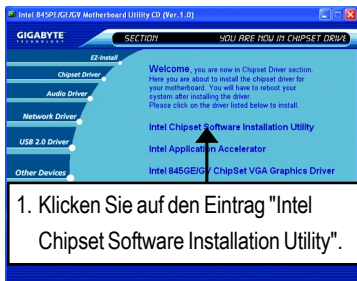 Intel 845PE/GE/GV Motherboard Utility CD (Ver.1.0)
GIGABYTE
TECHNOLOGY
SECTION
YOU ARE NOW IN CHIPSET DRIVE
EZ-Install
Chipset Driver
Audio Driver
Network Driver
USB 2.0 Driver
Other Devices
Welcome, you are now in Chipset Driver section.
Here you are about to install the chipset driver for
your motherboard. You will have to reboot your
system after installing the driver.
Please click on the driver listed below to install.
Intel Chipset Software Installation Utility
Intel Application Accelerator
Intel 845GE/GV ChipSet VGA Graphics Driver
1. Klicken Sie auf den Eintrag "Intel
Chipset Software Installation Utility".